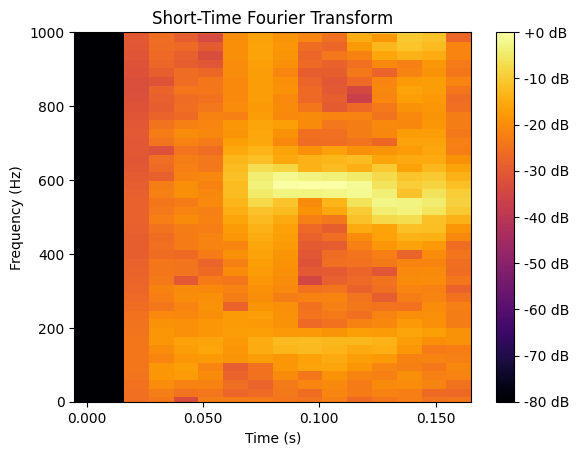 Short-Time Fourier Transform
1000
800
600
400
200
0
Frequency (Hz)
0.000
0.050
0.100
0.150
Time (s)
+0 dB
-10 dB
-20 dB
-30 dB
-40 dB
-50 dB
-60 dB
-70 dB
-80 dB